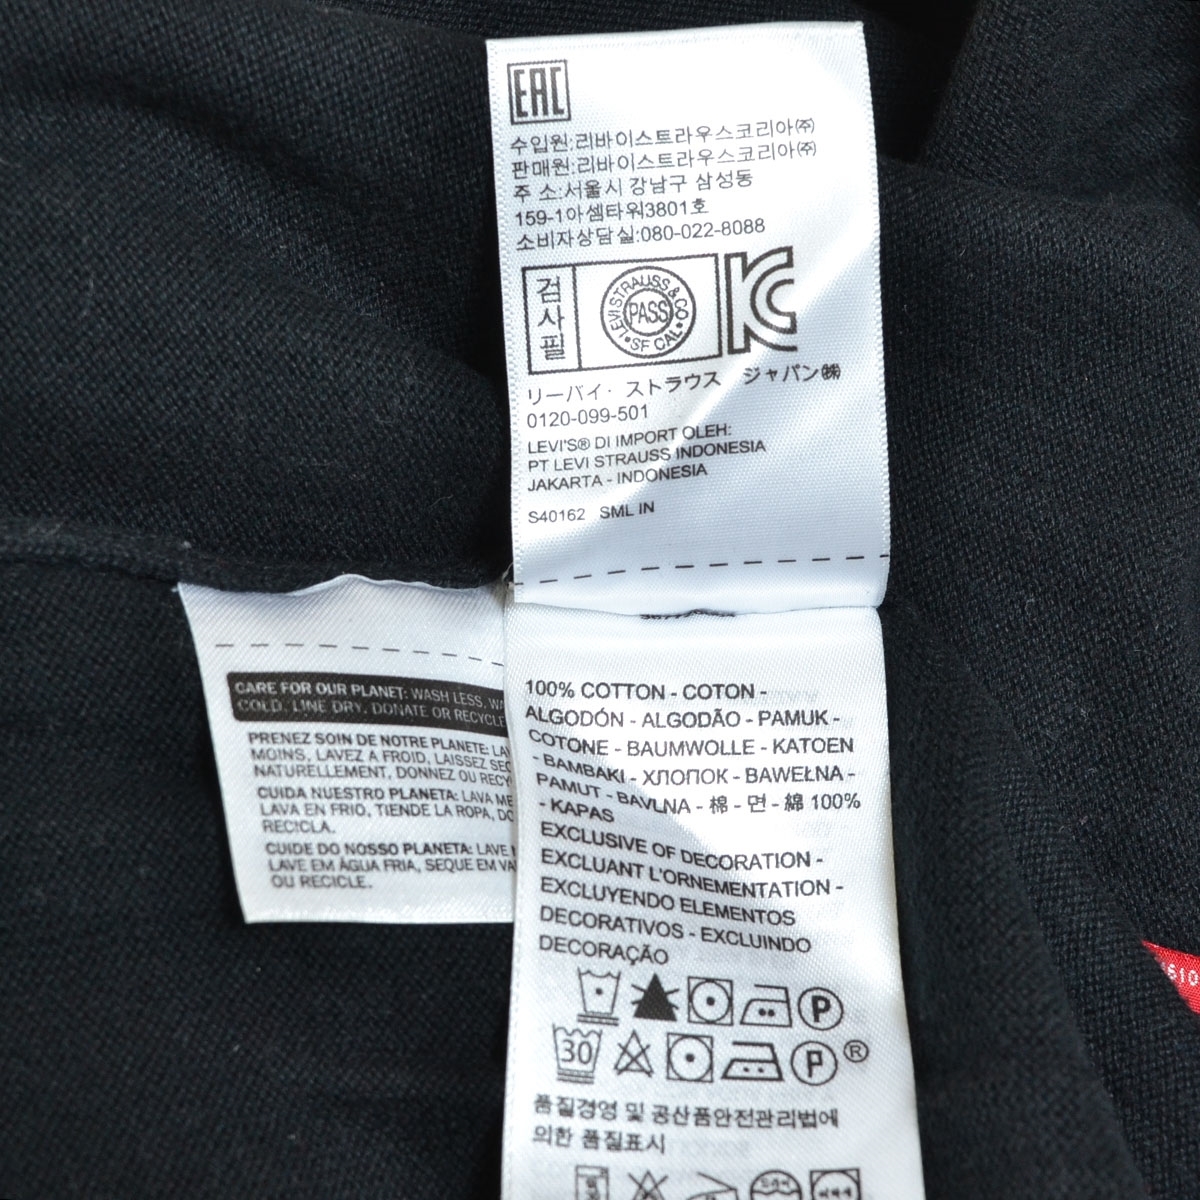 EAC
수입원:리바이스트라우스코리아㈜
판매원:리바이스트라우스코리아㈜
주 소:서울시 강남구 삼성동
159-1아셈타워3801호
소비자상담실:080-022-8088
검사필
LEVI STRAUSS & CO
PASS
SF CAL
KC
リーバイ・ストラウス ジャパン㈱
0120-099-501
LEVI'S® DI IMPORT OLEH:
PT LEVI STRAUSS INDONESIA
JAKARTA - INDONESIA
S40162 SML IN
CARE FOR OUR PLANET: WASH LESS,
COLD, LINE DRY, DONATE OR RECYCLE
PRENEZ SOIN DE NOTRE PLANETE:
MOINS, LAVEZ A FROID, LAISSEZ
NATURELLEMENT, DONNEZ OU
CUIDA NUESTRO PLANETA: LAVA
LAVA EN FRIO, TIENDE LA ROPA,
RECICLA.
CUIDE DO NOSSO PLANETA: LAVE
LAVE EM ÁGUA FRIA, SEQUE EM
OU RECICLE.
100% COTTON - COTON -
ALGODÓN - ALGODÃO - PAMUK -
COTONE - BAUMWOLLE - KATOEN
- BAMBAKI - ХЛОПОК - BAWEŁNA -
PAMUT - BAVLNA - 棉 - 면 - 綿 100%
- KAPAS
EXCLUSIVE OF DECORATION -
EXCLUANT L'ORNEMENTATION -
EXCLUYENDO ELEMENTOS
DECORATIVOS - EXCLUINDO
DECORAÇÃO
P
30 P ®
품질경영 및 공산품안전관리법에
의한 품질표시
610